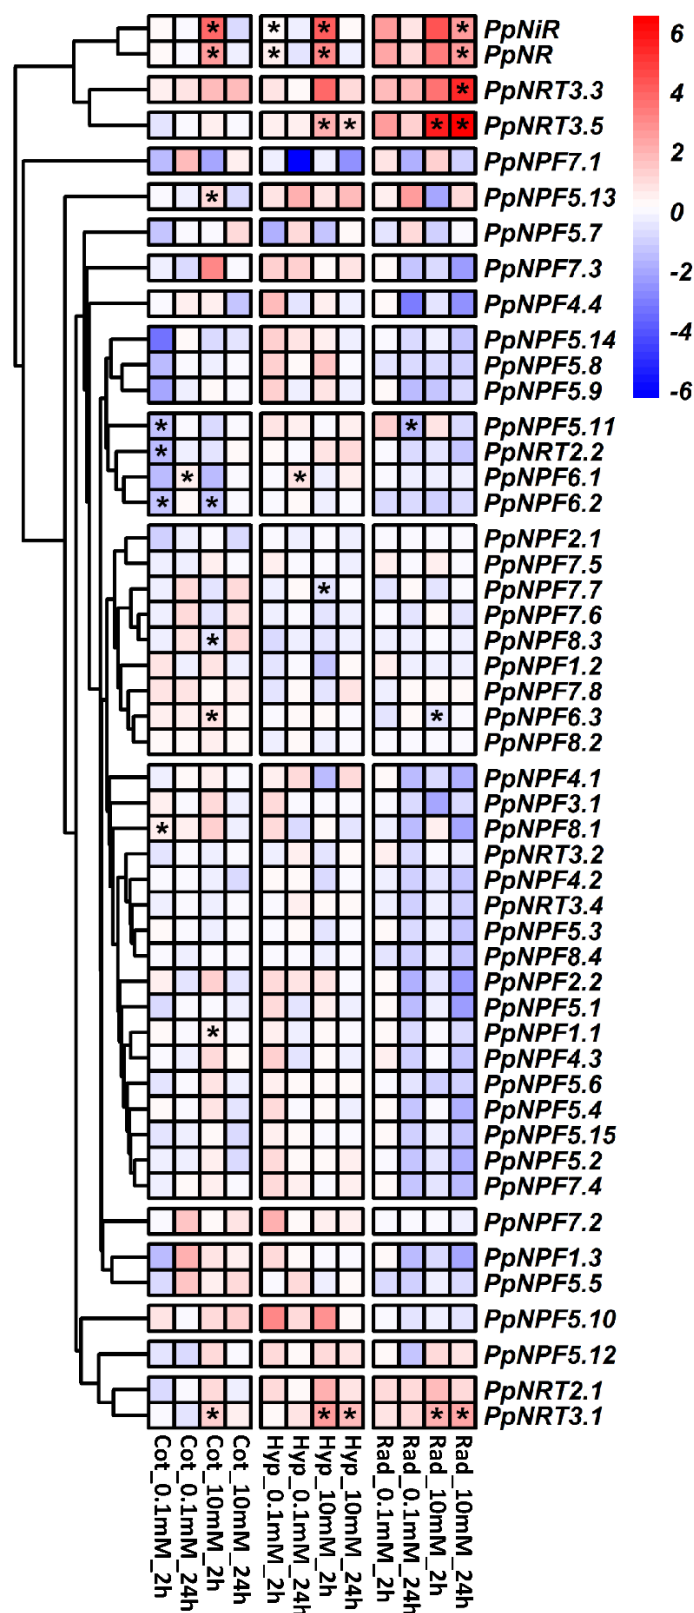 PpNiR
PpNR
PpNRT3.3
PpNRT3.5
PpNPF7.1
PpNPF5.13
PpNPF5.7
PpNPF7.3
PpNPF4.4
PpNPF5.14
PpNPF5.8
PpNPF5.9
PpNPF5.11
PpNRT2.2
PpNPF6.1
PpNPF6.2
PpNPF2.1
PpNPF7.5
PpNPF7.7
PpNPF7.6
PpNPF8.3
PpNPF1.2
PpNPF7.8
PpNPF6.3
PpNPF8.2
PpNPF4.1
PpNPF3.1
PpNPF8.1
PpNRT3.2
PpNPF4.2
PpNRT3.4
PpNPF5.3
PpNPF8.4
PpNPF2.2
PpNPF5.1
PpNPF1.1
PpNPF4.3
PpNPF5.6
PpNPF5.4
PpNPF5.15
PpNPF5.2
PpNPF7.4
PpNPF7.2
PpNPF1.3
PpNPF5.5
PpNPF5.10
PpNPF5.12
PpNRT2.1
PpNRT3.1
6
4
2
0
-2
-4
-6
Cot_0.1mM_2h
Cot_0.1mM_24h
Cot_10mM_2h
Cot_10mM_24h
Hyp_0.1mM_2h
Hyp_0.1mM_24h
Hyp_10mM_2h
Hyp_10mM_24h
Rad_0.1mM_2h
Rad_0.1mM_24h
Rad_10mM_2h
Rad_10mM_24h